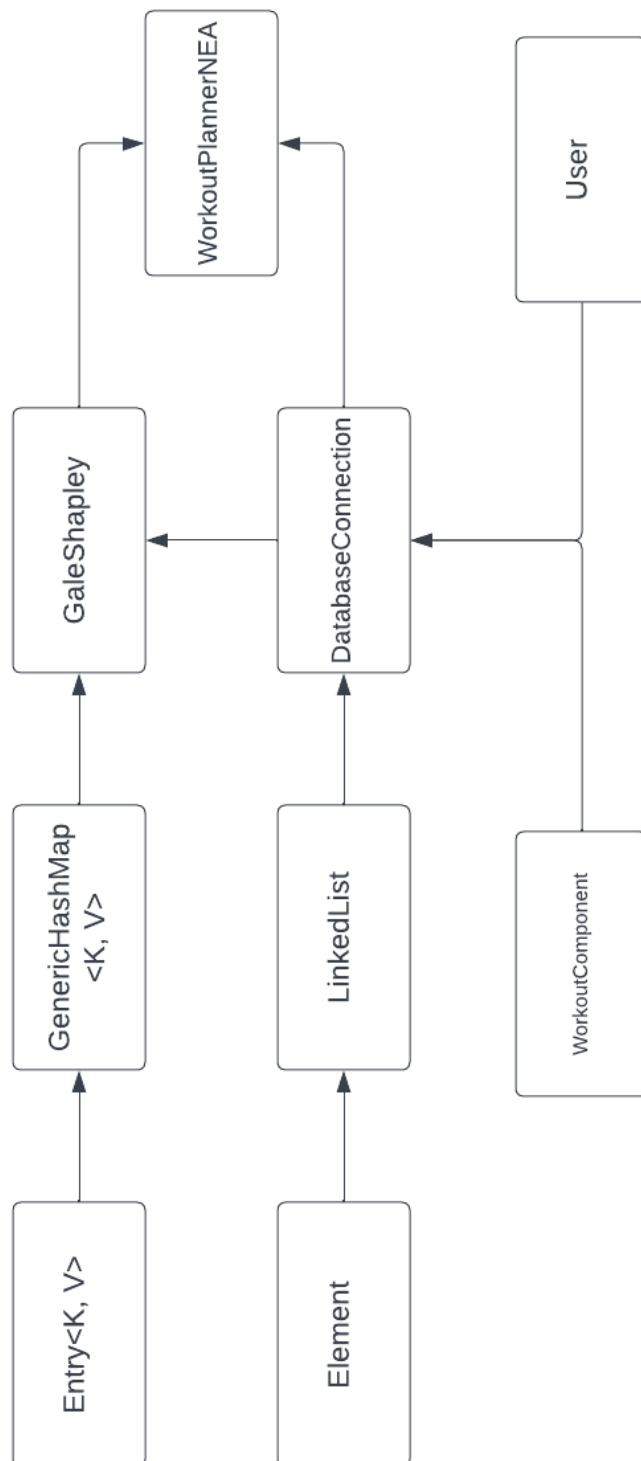 Entry<K, V>
GenericHashMap
<K, V>
GaleShapley
WorkoutPlannerNEA
Element
LinkedList
DatabaseConnection
WorkoutComponent
User